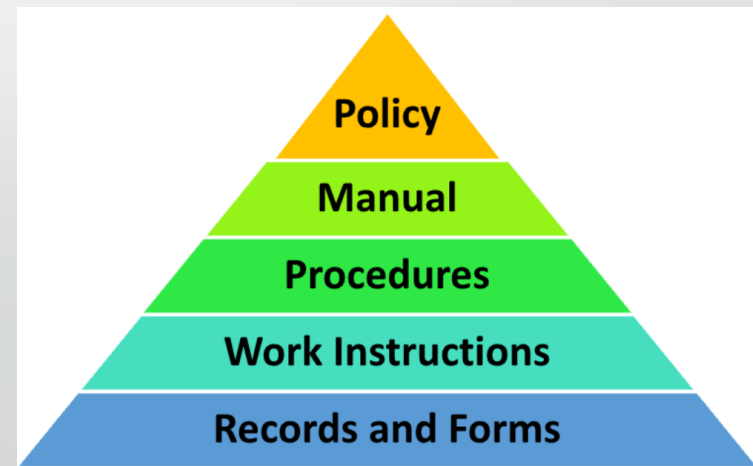 Policy
Manual
Procedures
Work Instructions
Records and Forms